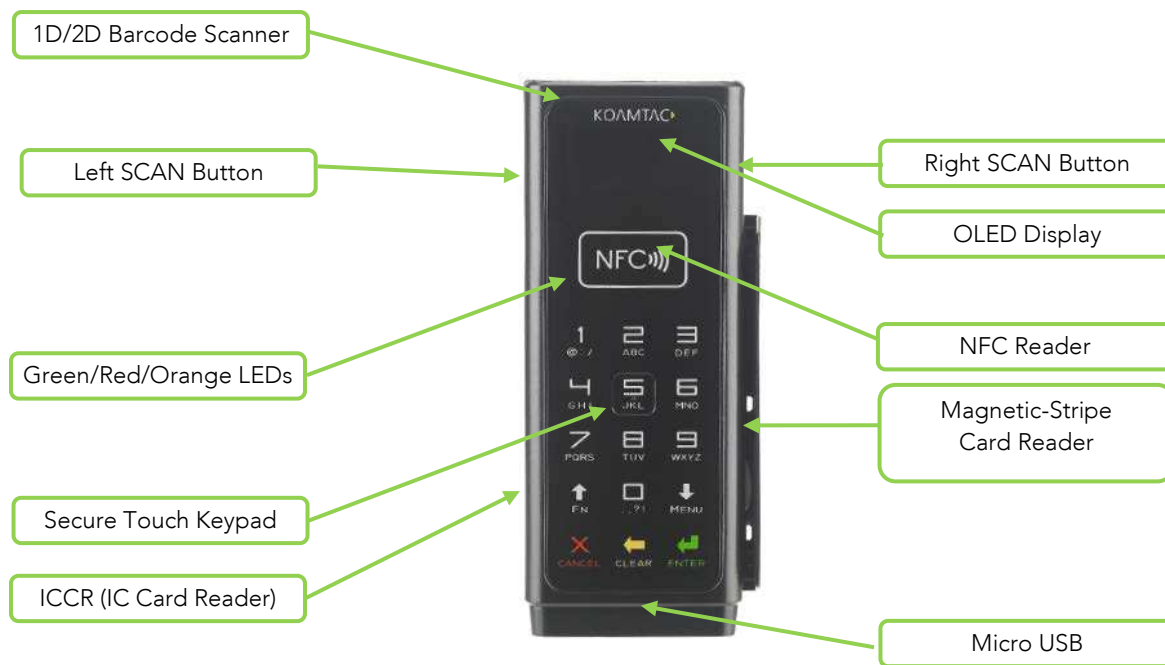 1D/2D Barcode Scanner
KOAMTAC
Left SCAN Button
Right SCAN Button
OLED Display
NFC
Green/Red/Orange LEDs
NFC Reader
1 2 3
@:/ ABC DEF
4 5 6
GHI JKL MNO
Magnetic-Stripe
Card Reader
7 8 9
PQRS TUV WXYZ
Secure Touch Keypad
FN .,?! MENU
CANCEL CLEAR ENTER
ICCR (IC Card Reader)
Micro USB